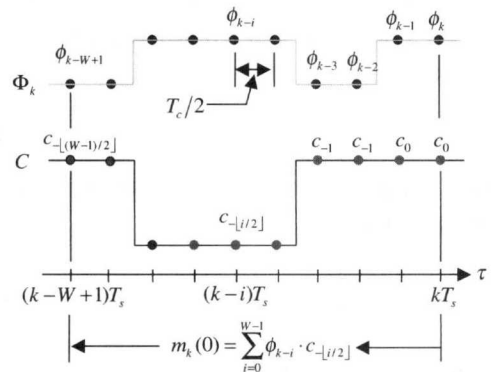 ϕ_{k-i} ϕ_{k-1} ϕ_k
ϕ_{k-W+1} ϕ_{k-3} ϕ_{k-2}
Φ_k
T_c/2
c_{-⌊(W-1)/2⌋} c_{-1} c_{-1} c_0 c_0
C
c_{-⌊i/2⌋}
τ
(k-W+1)T_s (k-i)T_s kT_s
m_k(0) = \sum_{i=0}^{W-1} ϕ_{k-i} · c_{-⌊i/2⌋}